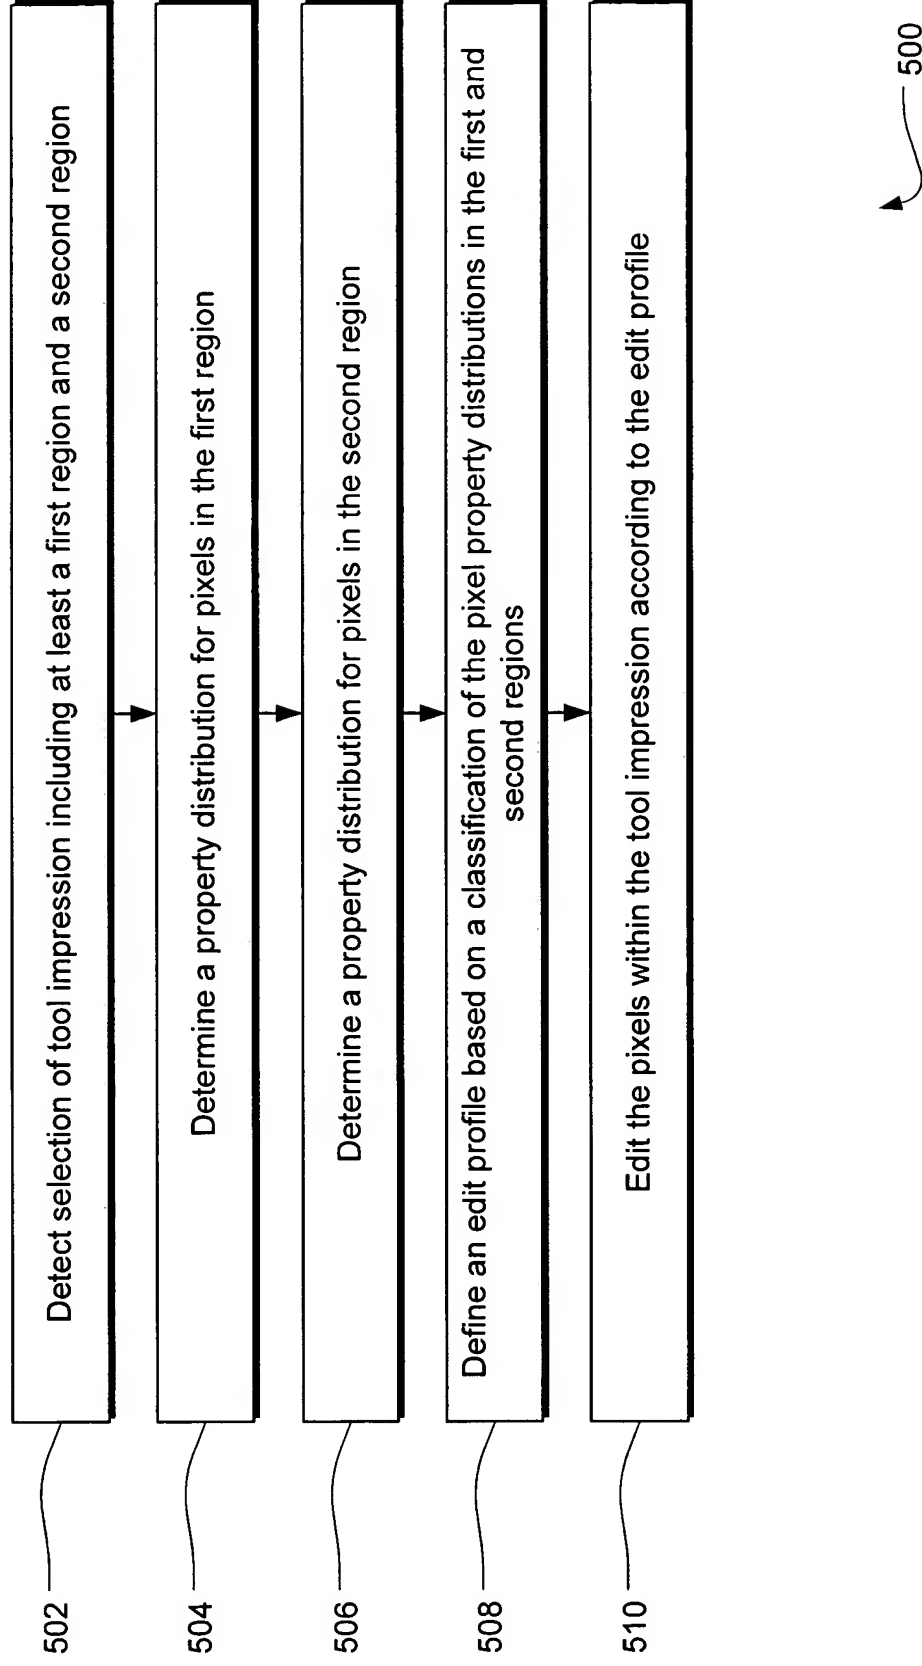 502
Detect selection of tool impression including at least a first region and a second region
504
Determine a property distribution for pixels in the first region
506
Determine a property distribution for pixels in the second region
508
Define an edit profile based on a classification of the pixel property distributions in the first and
second regions
510
Edit the pixels within the tool impression according to the edit profile
500